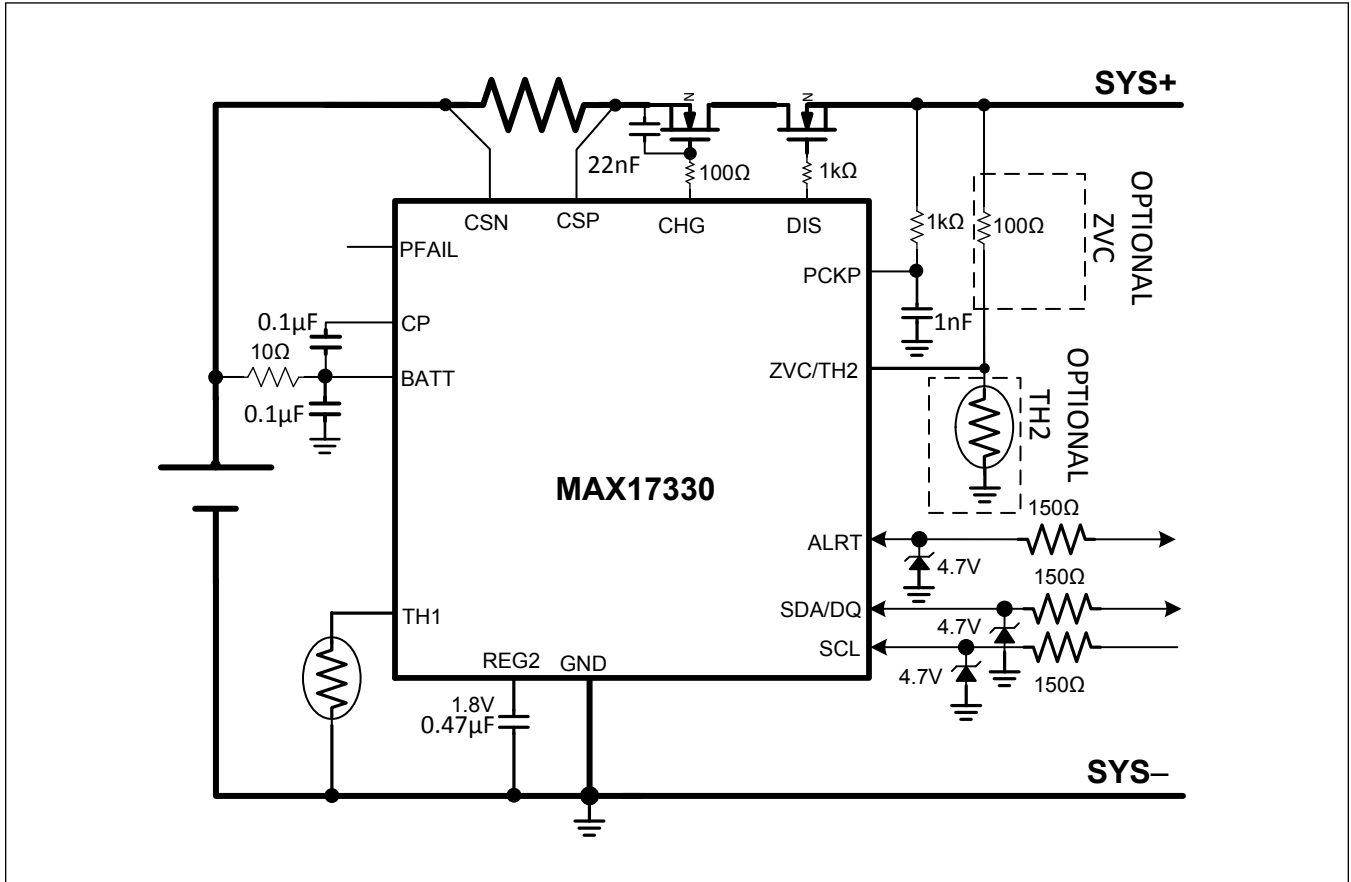 SYS+
N
N
22nF
100Ω
1kΩ
CSN
CSP
CHG
DIS
1kΩ
100Ω
OPTIONAL
ZVC
PFAIL
PCKP
1nF
0.1µF
CP
10Ω
BATT
0.1µF
ZVC/TH2
OPTIONAL
TH2
MAX17330
150Ω
ALRT
4.7V
150Ω
SDA/DQ
4.7V
SCL
4.7V
150Ω
TH1
REG2
GND
1.8V
0.47µF
SYS–